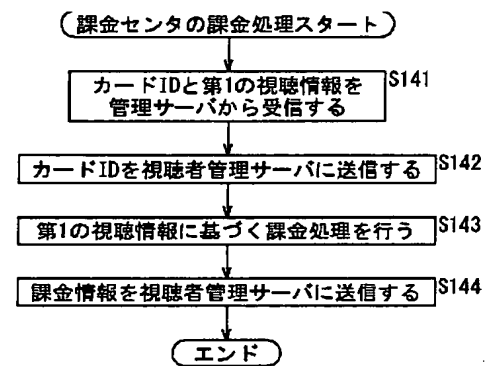 課金センタの課金処理スタート
カードIDと第1の視聴情報を
管理サーバから受信する
S141
カードIDを視聴者管理サーバに送信する
S142
第1の視聴情報に基づく課金処理を行う
S143
課金情報を視聴者管理サーバに送信する
S144
エンド